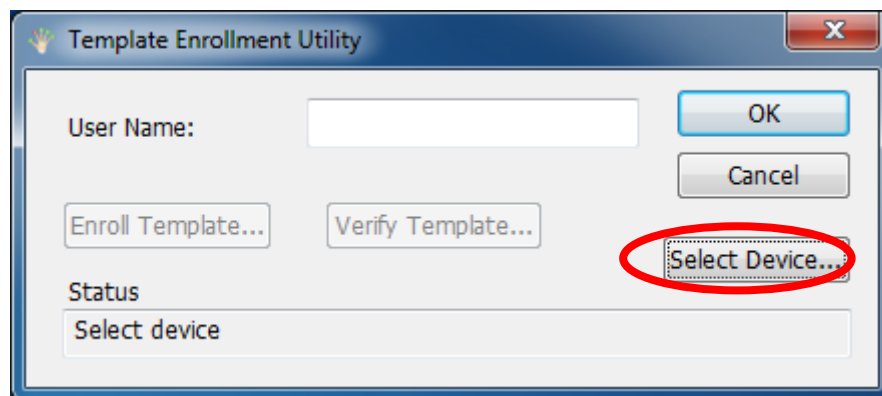 Template Enrollment Utility
User Name:
OK
Cancel
Enroll Template...
Verify Template...
Select Device...
Status
Select device